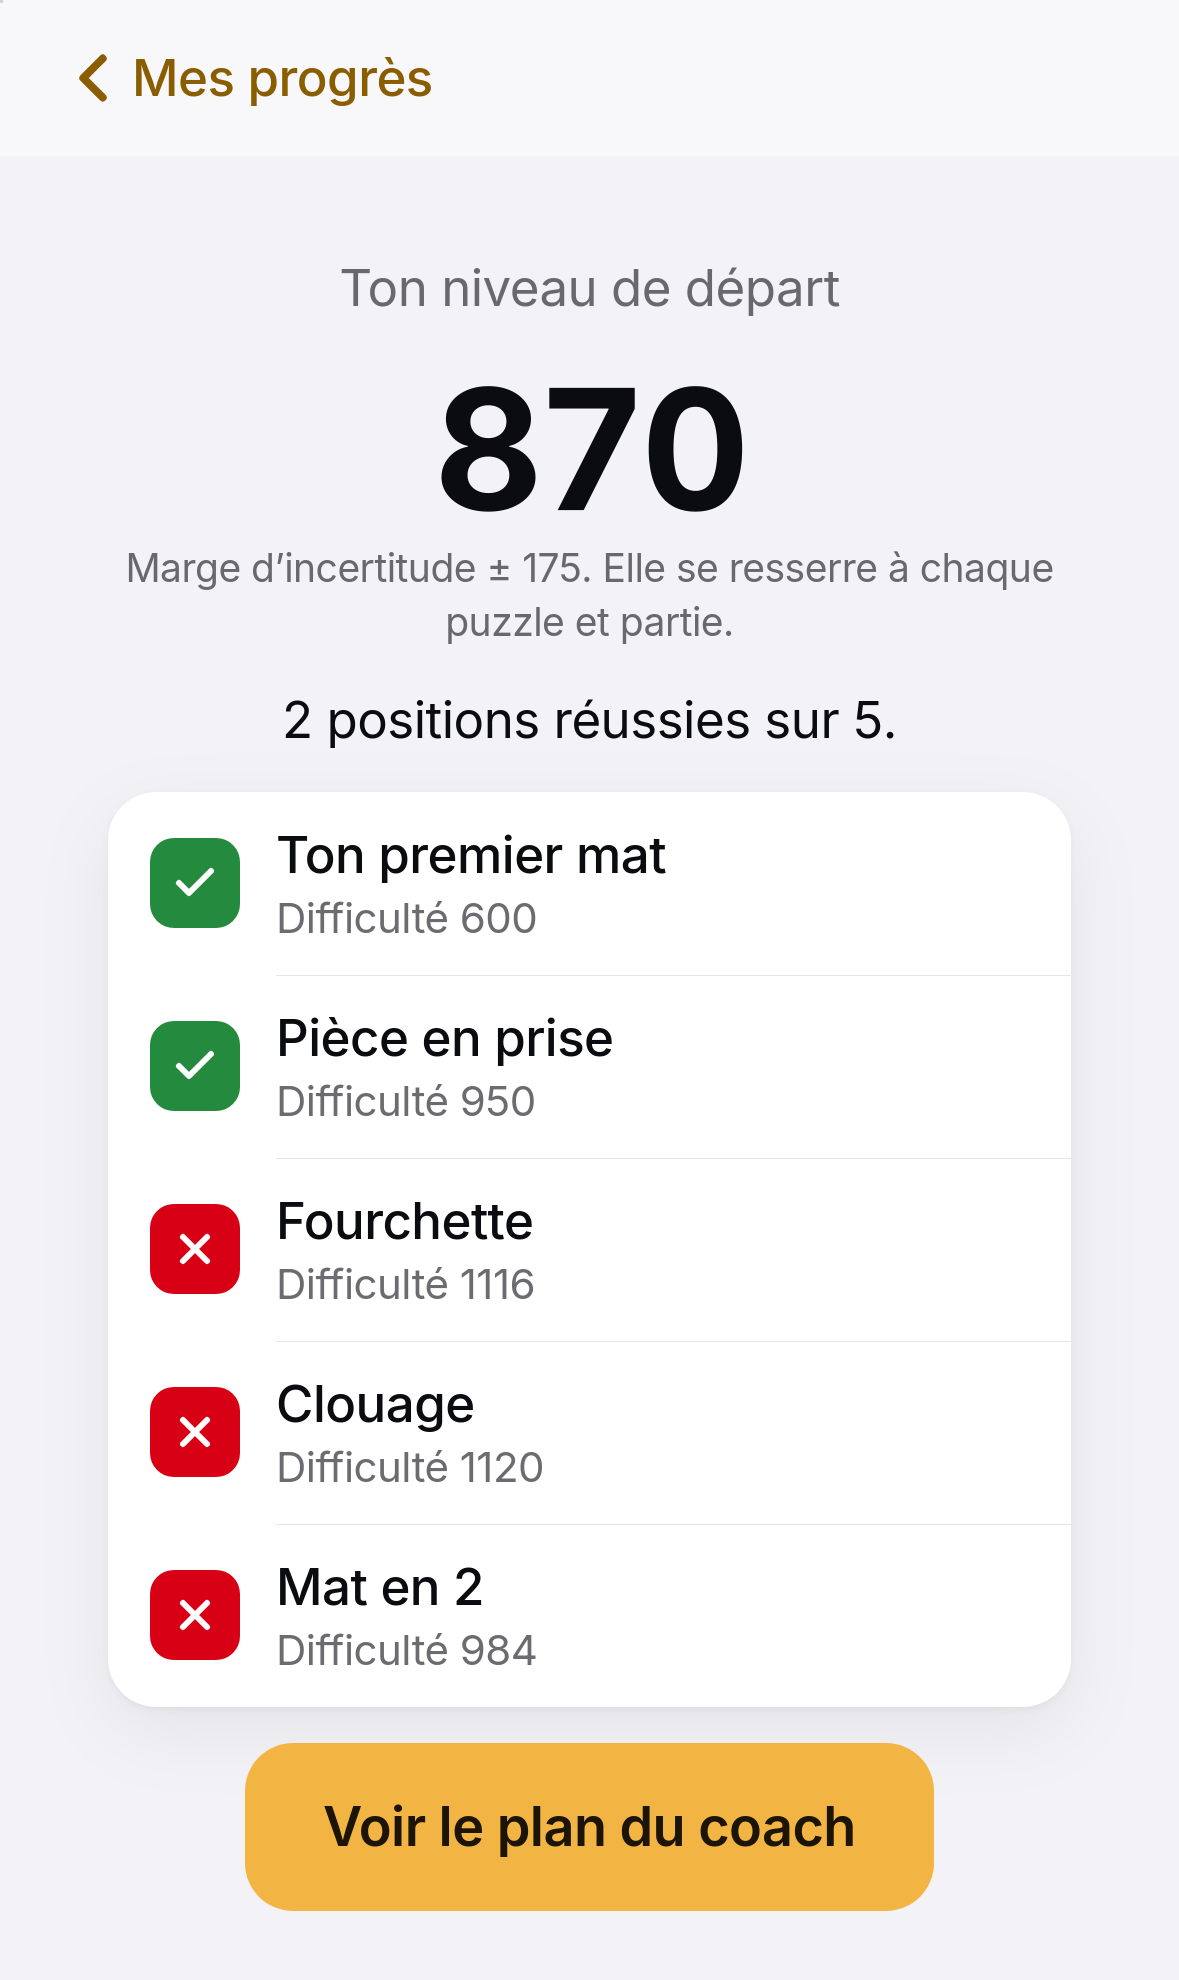 Mes progrès
Ton niveau de départ
870
Marge d’incertitude ± 175. Elle se resserre à chaque
puzzle et partie.
2 positions réussies sur 5.
Ton premier mat
Difficulté 600
Pièce en prise
Difficulté 950
Fourchette
Difficulté 1116
Clouage
Difficulté 1120
Mat en 2
Difficulté 984
Voir le plan du coach